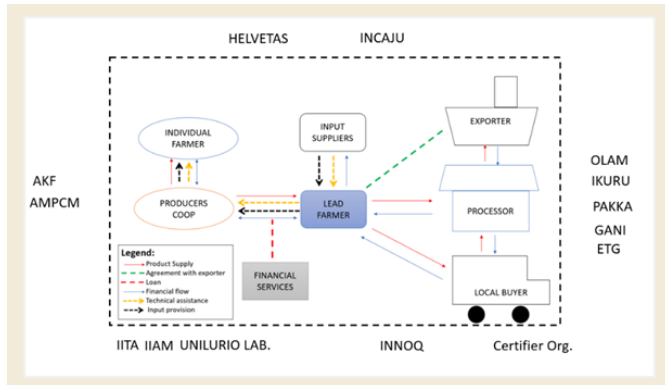 HELVETAS INCAJU
EXPORTER
INDIVIDUAL
FARMER
INPUT
SUPPLIERS
OLAM
IKURU
PAKKA
GANI
ETG
AKF
AMPCM
PRODUCERS
COOP
LEAD
FARMER
PROCESSOR
Legend:
Product Supply
Agreement with exporter
Loan
Financial flow
Technical assistance
Input provision
FINANCIAL
SERVICES
LOCAL BUYER
IITA IIAM UNILURIO LAB. INNOQ Certifier Org.